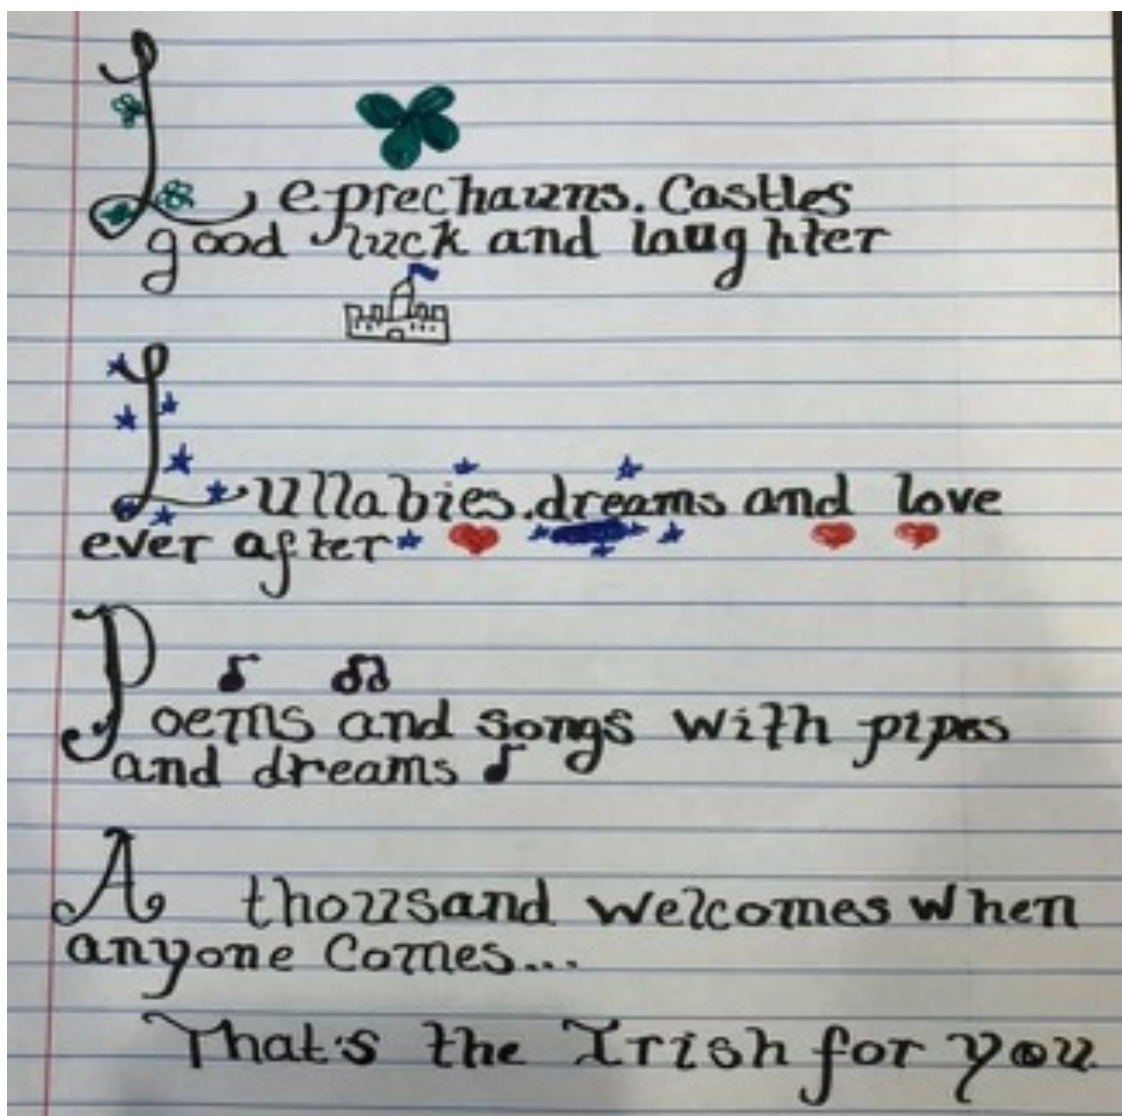 Leprechauns. Castles
good luck and laughter
Lullabies. dreams and love
ever after
Poems and songs with pipes
and dreams
A thousand welcomes when
anyone Comes...
That's the Irish for you